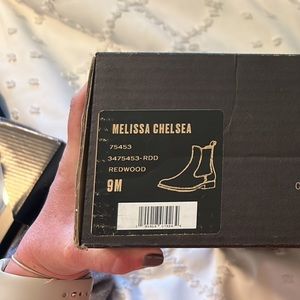 MELISSA CHELSEA
75453
3475453-RDD
REDWOOD
9M